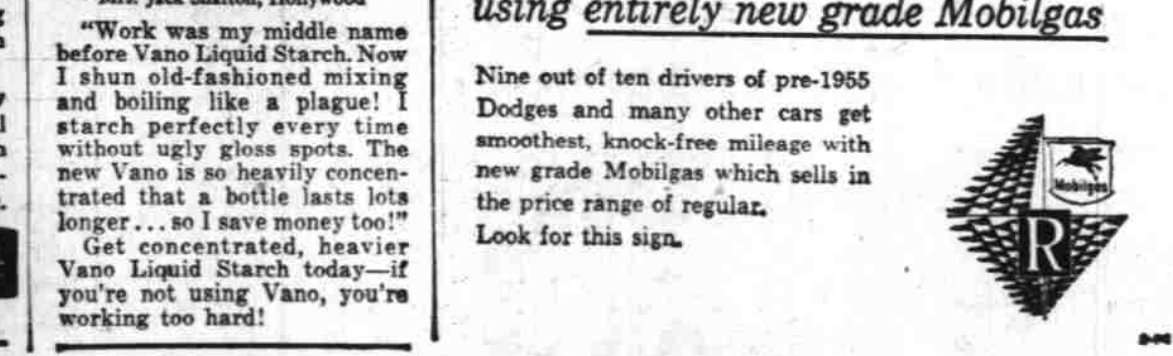 "Work was my middle name
before Vano Liquid Starch. Now
I shun old-fashioned mixing
and boiling like a plague! I
starch perfectly every time
without ugly gloss spots. The
new Vano is so heavily concen-
trated that a bottle lasts lots
longer...so I save money too!"
Get concentrated, heavier
Vano Liquid Starch today—if
you're not using Vano, you're
working too hard!
using entirely new grade Mobilgas
Nine out of ten drivers of pre-1955
Dodges and many other cars get
smoothest, knock-free mileage with
new grade Mobilgas which sells in
the price range of regular.
Look for this sign.
Mobilgas
R